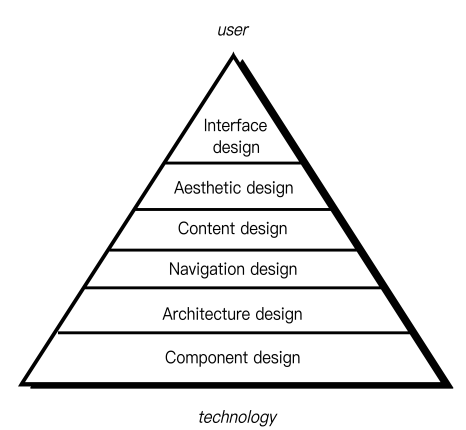 user
Interface
design
Aesthetic design
Content design
Navigation design
Architecture design
Component design
technology